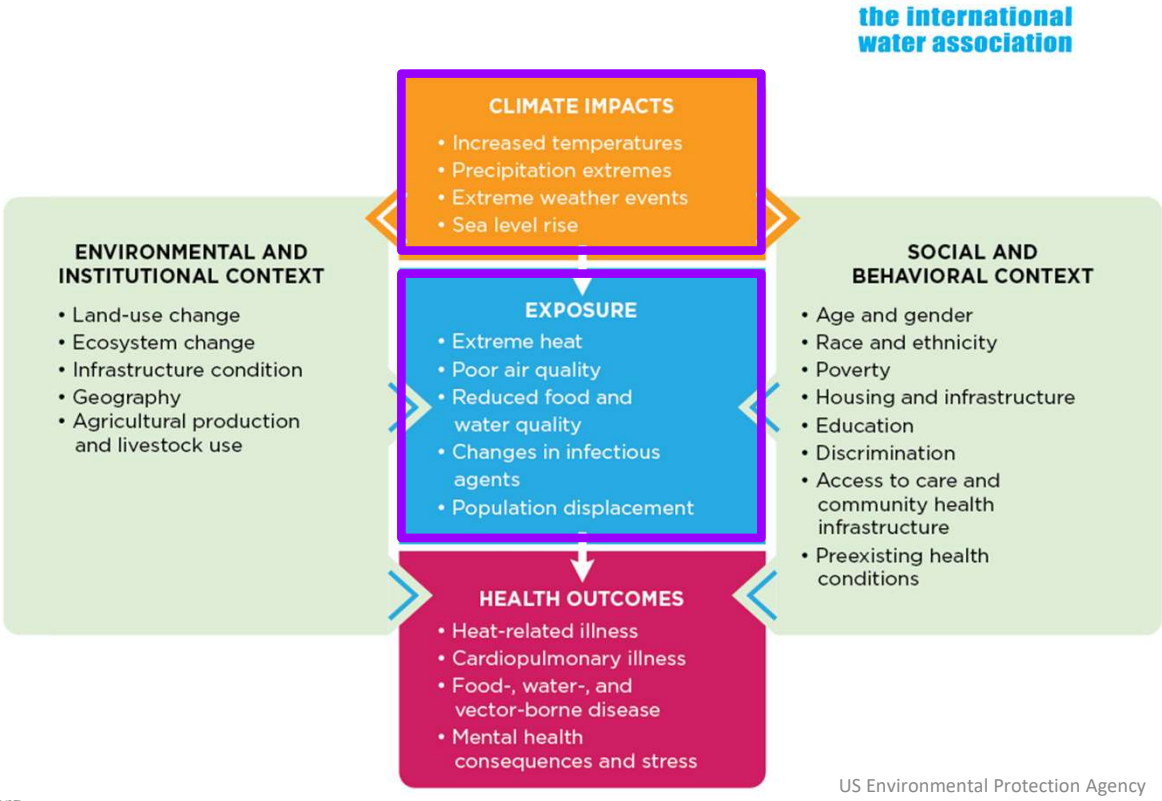 the international
water association
CLIMATE IMPACTS
• Increased temperatures
• Precipitation extremes
• Extreme weather events
• Sea level rise
ENVIRONMENTAL AND
INSTITUTIONAL CONTEXT
• Land-use change
• Ecosystem change
• Infrastructure condition
• Geography
• Agricultural production
and livestock use
EXPOSURE
• Extreme heat
• Poor air quality
• Reduced food and
water quality
• Changes in infectious
agents
• Population displacement
SOCIAL AND
BEHAVIORAL CONTEXT
• Age and gender
• Race and ethnicity
• Poverty
• Housing and infrastructure
• Education
• Discrimination
• Access to care and
community health
infrastructure
• Preexisting health
conditions
HEALTH OUTCOMES
• Heat-related illness
• Cardiopulmonary illness
• Food-, water-, and
vector-borne disease
• Mental health
consequences and stress
US Environmental Protection Agency